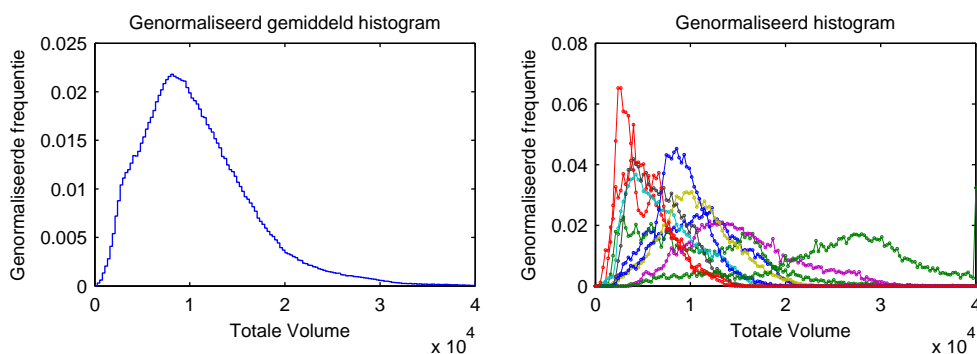 Genormaliseerd gemiddeld histogram
0.025
0.02
0.015
0.01
0.005
0
Genormaliseerde frequentie
0 1 2 3 4
Totale Volume
x 10^4
Genormaliseerd histogram
0.08
0.06
0.04
0.02
0
Genormaliseerde frequentie
0 1 2 3 4
Totale Volume
x 10^4